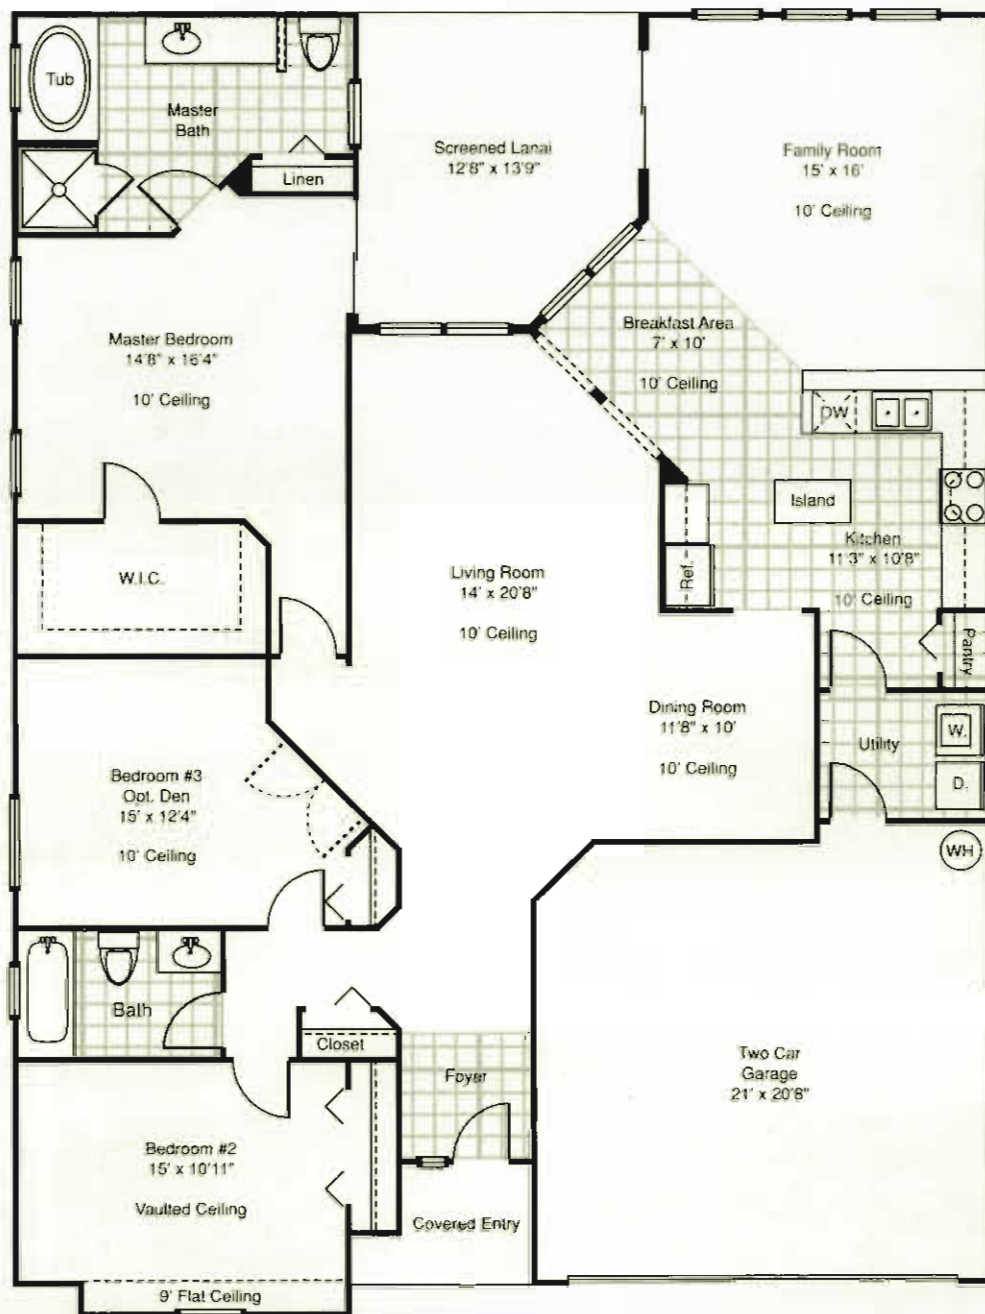 Tub
Master
Bath
Linen
Screened Lanai
12'8" x 13'9"
Family Room
15' x 16'
10' Ceiling
Master Bedroom
14'8" x 16'4"
10' Ceiling
Breakfast Area
7' x 10'
10' Ceiling
DW
Island
Kitchen
11'3" x 10'8"
10' Ceiling
Ref.
Pantry
W.I.C.
Living Room
14' x 20'8"
10' Ceiling
Dining Room
11'8" x 10'
10' Ceiling
Utility
W.
D.
WH
Bedroom #3
Opt. Den
15' x 12'4"
10' Ceiling
Bath
Closet
Foyer
Two Car
Garage
21' x 20'8"
Bedroom #2
15' x 10'11"
Vaulted Ceiling
Covered Entry
9' Flat Ceiling